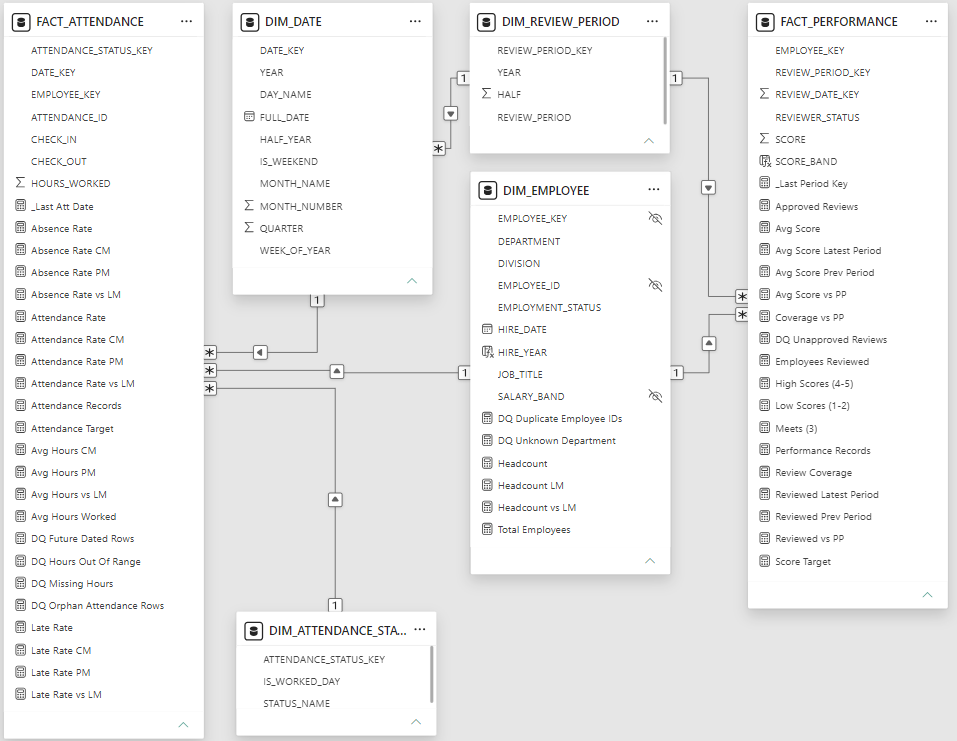 FACT_ATTENDANCE
ATTENDANCE_STATUS_KEY
DATE_KEY
EMPLOYEE_KEY
ATTENDANCE_ID
CHECK_IN
CHECK_OUT
HOURS_WORKED
_Last Att Date
Absence Rate
Absence Rate CM
Absence Rate PM
Absence Rate vs LM
Attendance Rate
Attendance Rate CM
Attendance Rate PM
Attendance Rate vs LM
Attendance Records
Attendance Target
Avg Hours CM
Avg Hours PM
Avg Hours vs LM
Avg Hours Worked
DQ Future Dated Rows
DQ Hours Out Of Range
DQ Missing Hours
DQ Orphan Attendance Rows
Late Rate
Late Rate CM
Late Rate PM
Late Rate vs LM
DIM_DATE
DATE_KEY
YEAR
DAY_NAME
FULL_DATE
HALF_YEAR
IS_WEEKEND
MONTH_NAME
MONTH_NUMBER
QUARTER
WEEK_OF_YEAR
DIM_REVIEW_PERIOD
REVIEW_PERIOD_KEY
YEAR
HALF
REVIEW_PERIOD
DIM_EMPLOYEE
EMPLOYEE_KEY
DEPARTMENT
DIVISION
EMPLOYEE_ID
EMPLOYMENT_STATUS
HIRE_DATE
HIRE_YEAR
JOB_TITLE
SALARY_BAND
DQ Duplicate Employee IDs
DQ Unknown Department
Headcount
Headcount LM
Headcount vs LM
Total Employees
DIM_ATTENDANCE_STA...
ATTENDANCE_STATUS_KEY
IS_WORKED_DAY
STATUS_NAME
FACT_PERFORMANCE
EMPLOYEE_KEY
REVIEW_PERIOD_KEY
REVIEW_DATE_KEY
REVIEWER_STATUS
SCORE
SCORE_BAND
_Last Period Key
Approved Reviews
Avg Score
Avg Score Latest Period
Avg Score Prev Period
Avg Score vs PP
Coverage vs PP
DQ Unapproved Reviews
Employees Reviewed
High Scores (4-5)
Low Scores (1-2)
Meets (3)
Performance Records
Review Coverage
Reviewed Latest Period
Reviewed Prev Period
Reviewed vs PP
Score Target
1
*
1
*
1
*
1
*
1
*
1
*